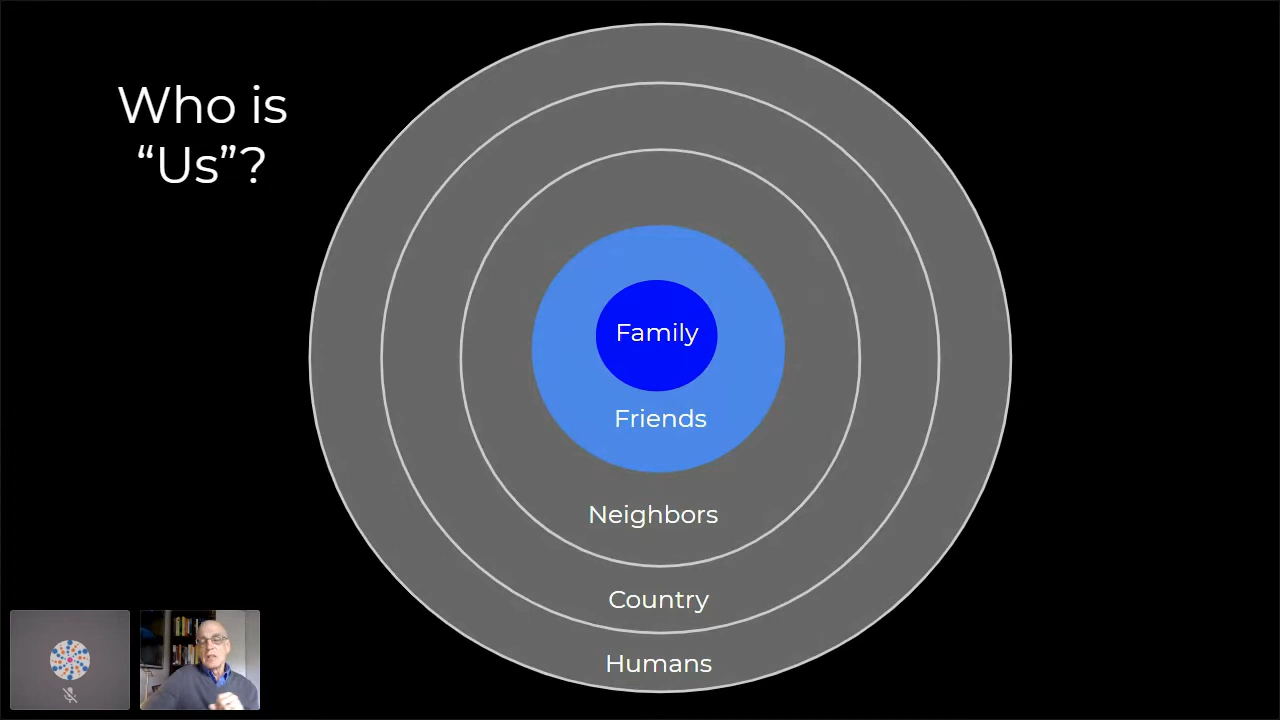 Who is
“Us”?
Family
Friends
Neighbors
Country
Humans